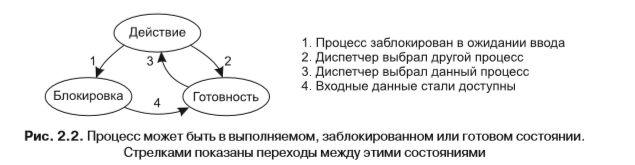 Действие
1
3
2
Блокировка
4
Готовность
1. Процесс заблокирован в ожидании ввода
2. Диспетчер выбрал другой процесс
3. Диспетчер выбрал данный процесс
4. Входные данные стали доступны
Рис. 2.2. Процесс может быть в выполняемом, заблокированном или готовом состоянии.
Стрелками показаны переходы между этими состояниями